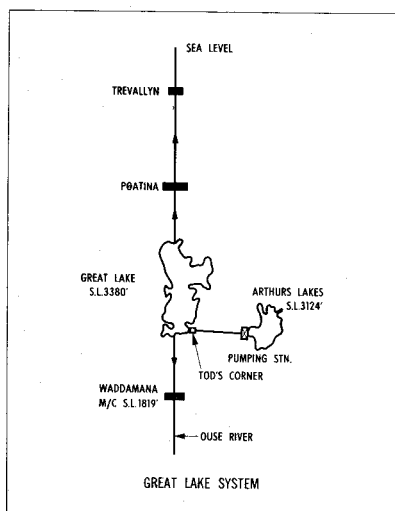 SEA LEVEL
TREVALLYN
POATINA
GREAT LAKE
S.L.3380'
ARTHURS LAKES
S.L.3124'
PUMPING STN.
TOD'S CORNER
WADDAMANA
M/C S.L.1819'
OUSE RIVER
GREAT LAKE SYSTEM